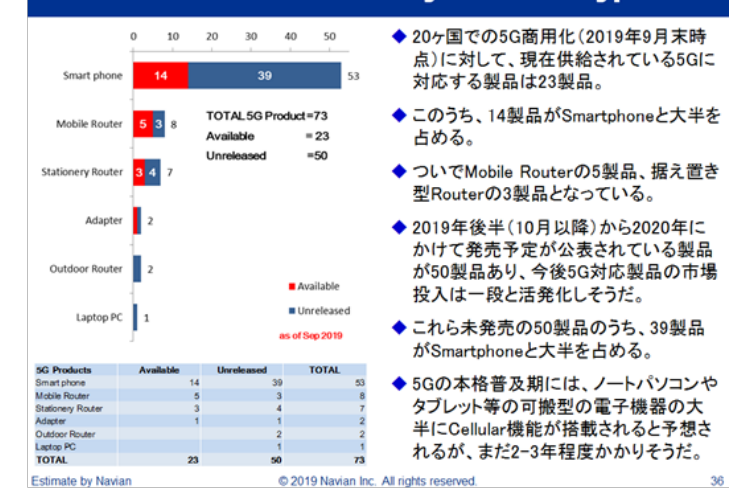 0 10 20 30 40 50
Smart phone 14 39 53
Mobile Router 5 3 8
Stationery Router 3 4 7
Adapter 2
Outdoor Router 2
Laptop PC 1
TOTAL 5G Product=73
Available = 23
Unreleased =50
Available
Unreleased
as of Sep 2019
5G Products Available Unreleased TOTAL
Smart phone 14 39 53
Mobile Router 5 3 8
Stationery Router 3 4 7
Adapter 1 1 2
Outdoor Router 2 2
Laptop PC 1 1
TOTAL 23 50 73
◆ 20ヶ国での5G商用化(2019年9月末時
点)に対して、現在供給されている5Gに
対応する製品は23製品。
◆ このうち、14製品がSmartphoneと大半を
占める。
◆ ついでMobile Routerの5製品、据え置き
型Routerの3製品となっている。
◆ 2019年後半(10月以降)から2020年に
かけて発売予定が公表されている製品
が50製品あり、今後5G対応製品の市場
投入は一段と活発化しそうだ。
◆ これら未発売の50製品のうち、39製品
がSmartphoneと大半を占める。
◆ 5Gの本格普及期には、ノートパソコンや
タブレット等の可搬型の電子機器の大
半にCellular機能が搭載されると予想さ
れるが、まだ2-3年程度かかりそうだ。
Estimate by Navian
© 2019 Navian Inc. All rights reserved.
36